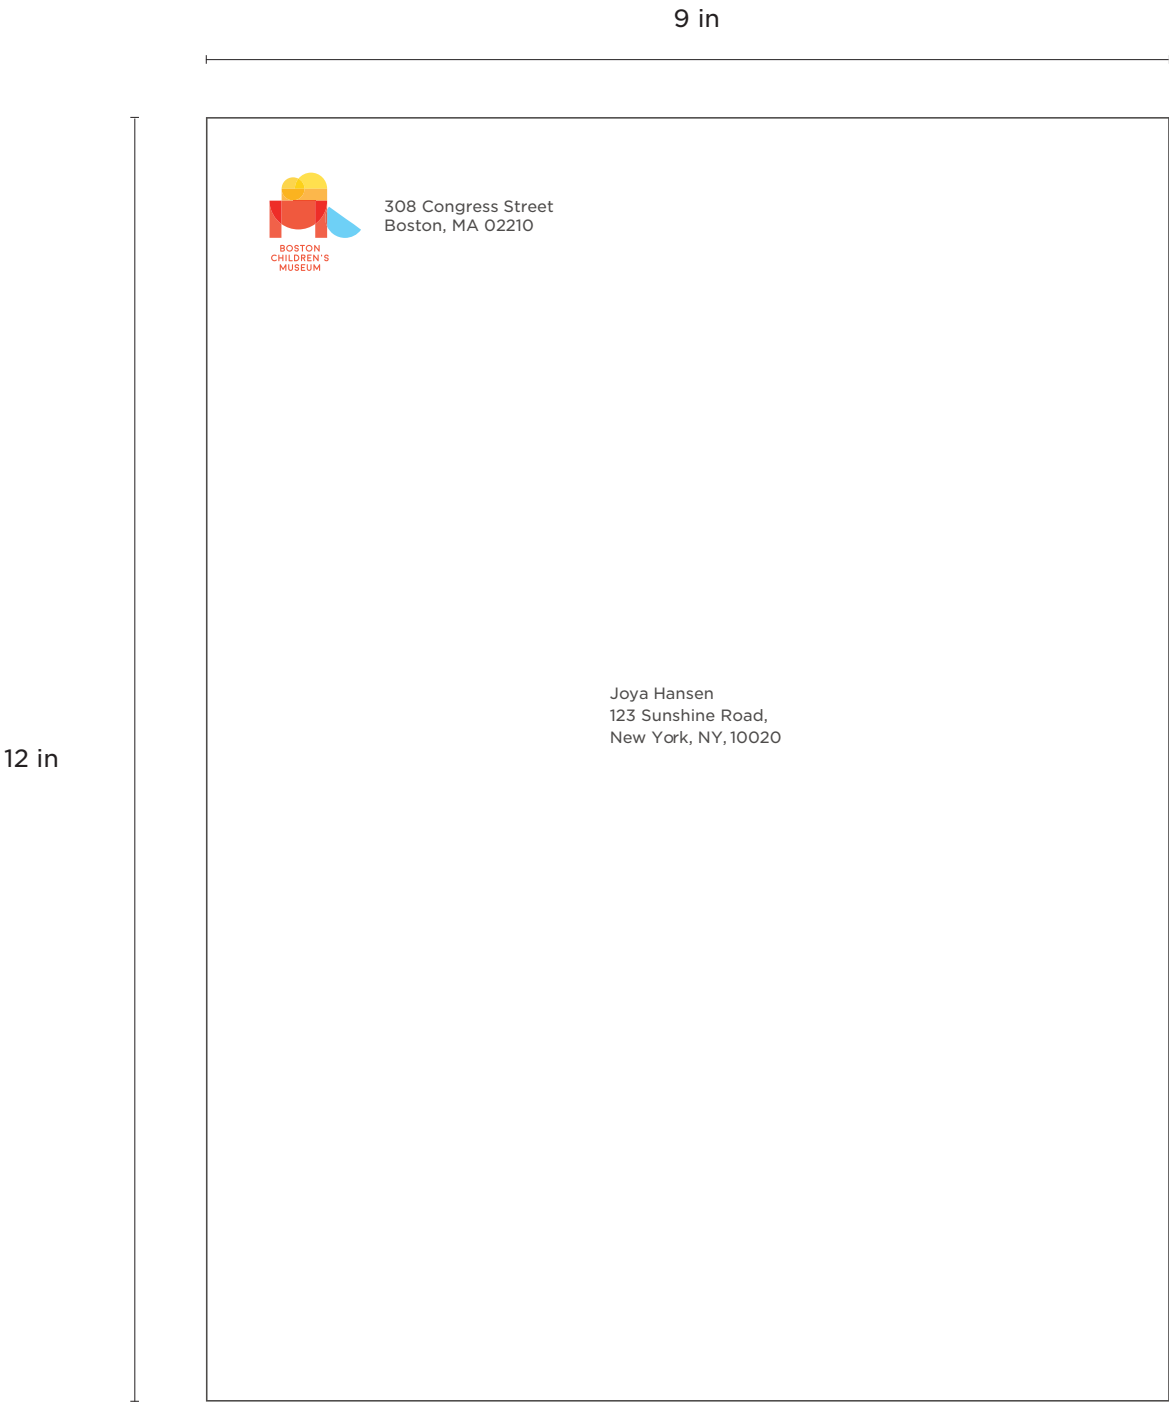 9 in
308 Congress Street
Boston, MA 02210
BOSTON
CHILDREN'S
MUSEUM
Joya Hansen
123 Sunshine Road,
New York, NY, 10020
12 in